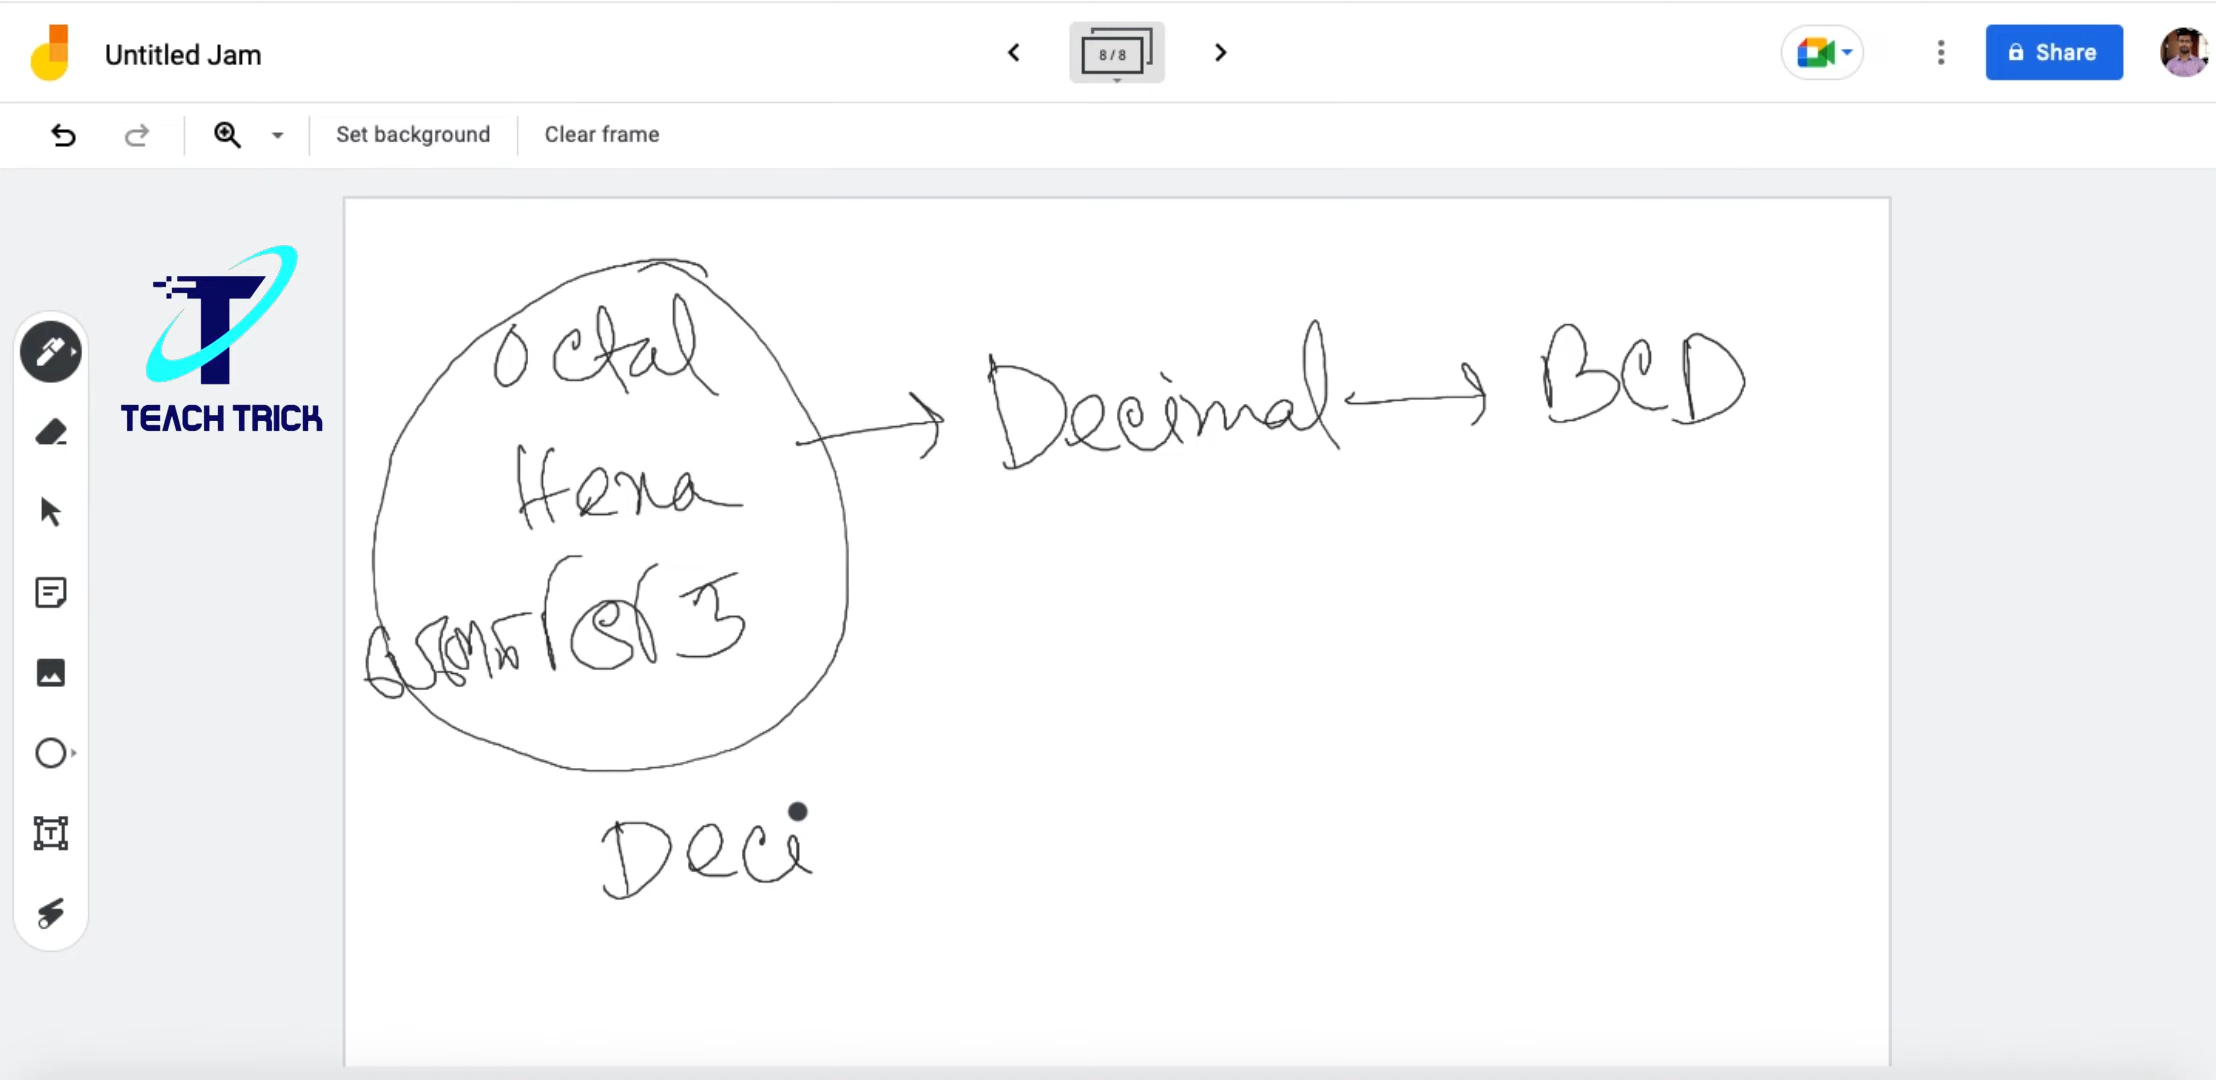 Untitled Jam
8 / 8
Share
Set background
Clear frame
TEACH TRICK
Octal
Hexa
Decimal
BCD
Deci